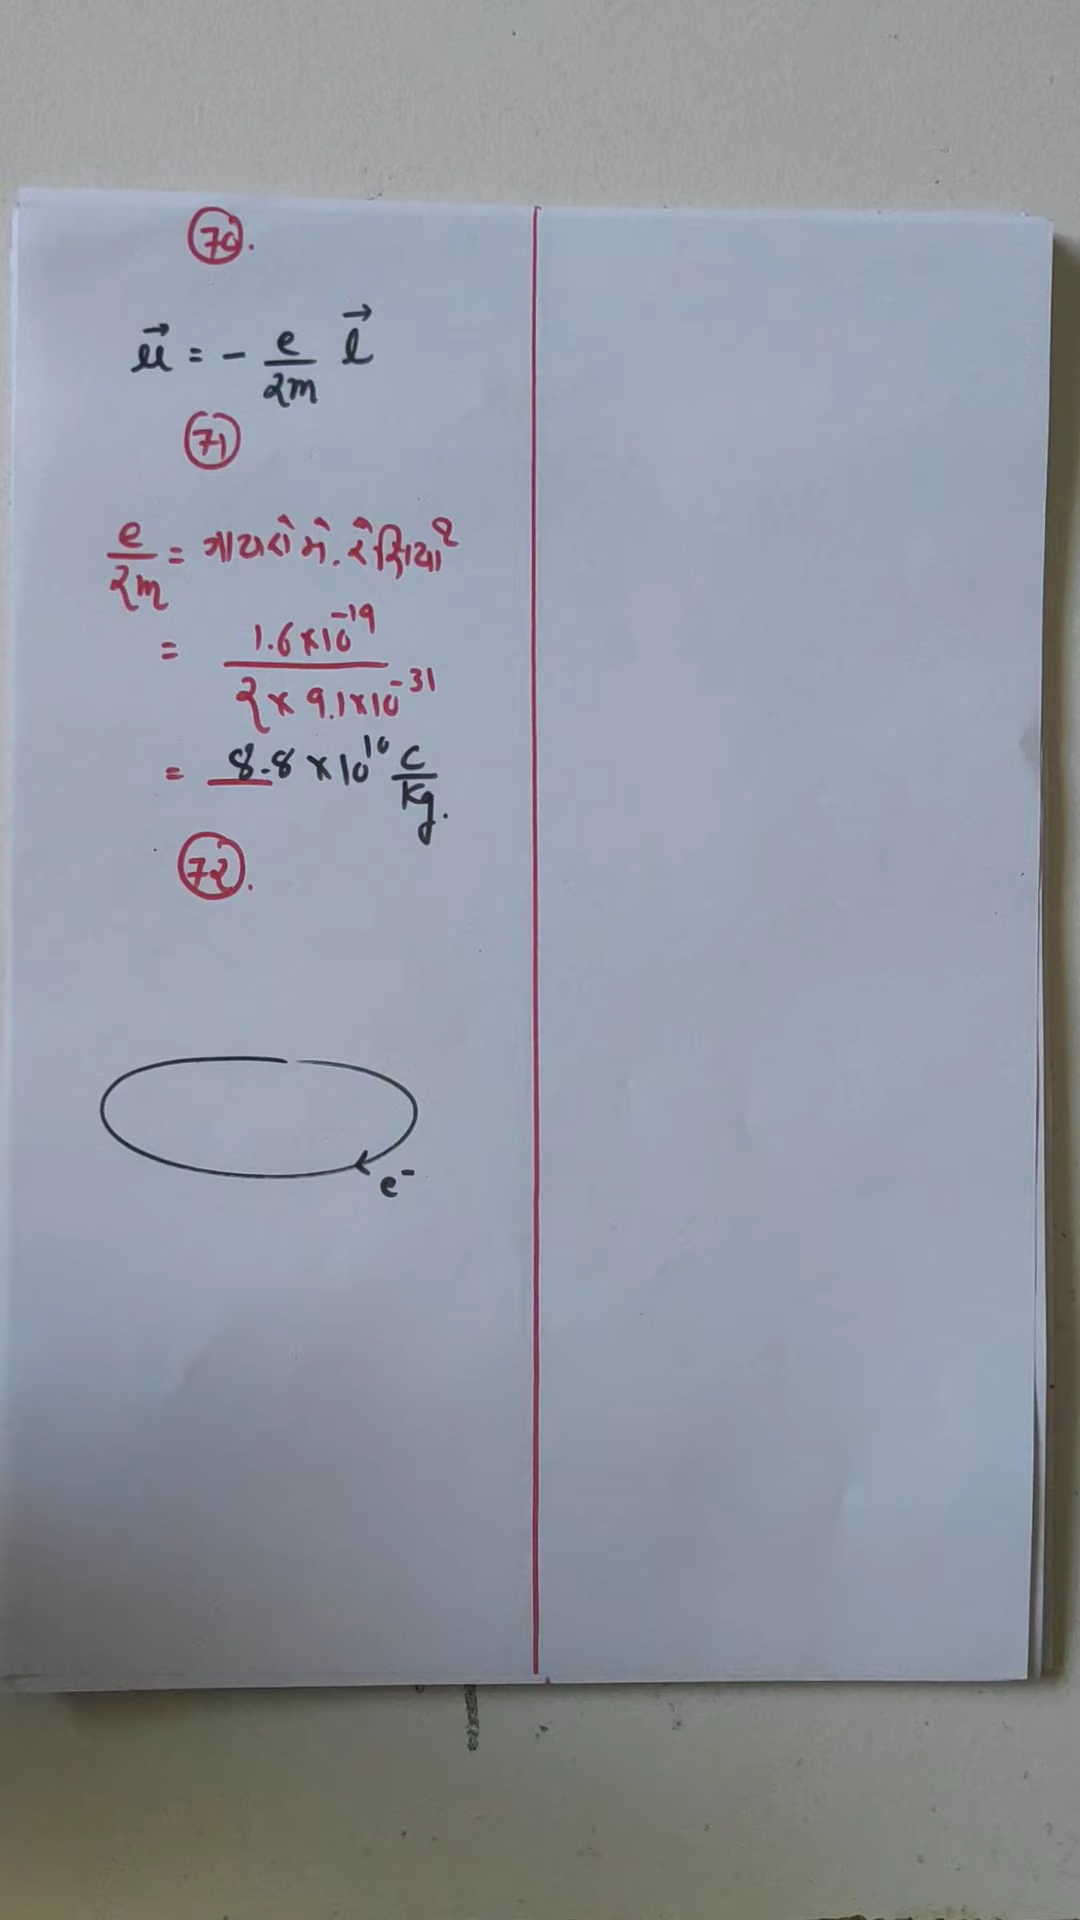 70.
μ⃗ = - e/2m l⃗
71
e/2m = ગાયરો મે. રેશિયો
= 1.6×10⁻¹⁹ / 2×9.1×10⁻³¹
= 8.8×10¹⁰ C/Kg.
72.
e⁻